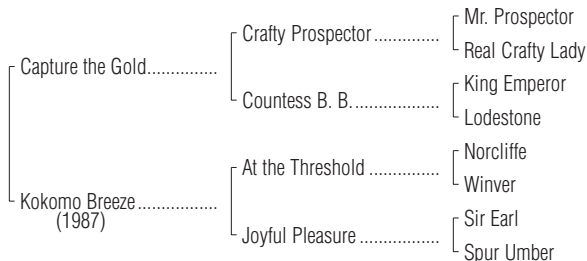 Mr. Prospector
Crafty Prospector ..............
Real Crafty Lady
Capture the Gold...............
King Emperor
Countess B. B. ..................
Lodestone
Norcliffe
At the Threshold ...............
Winver
Kokomo Breeze .................
(1987)
Sir Earl
Joyful Pleasure .................
Spur Umber